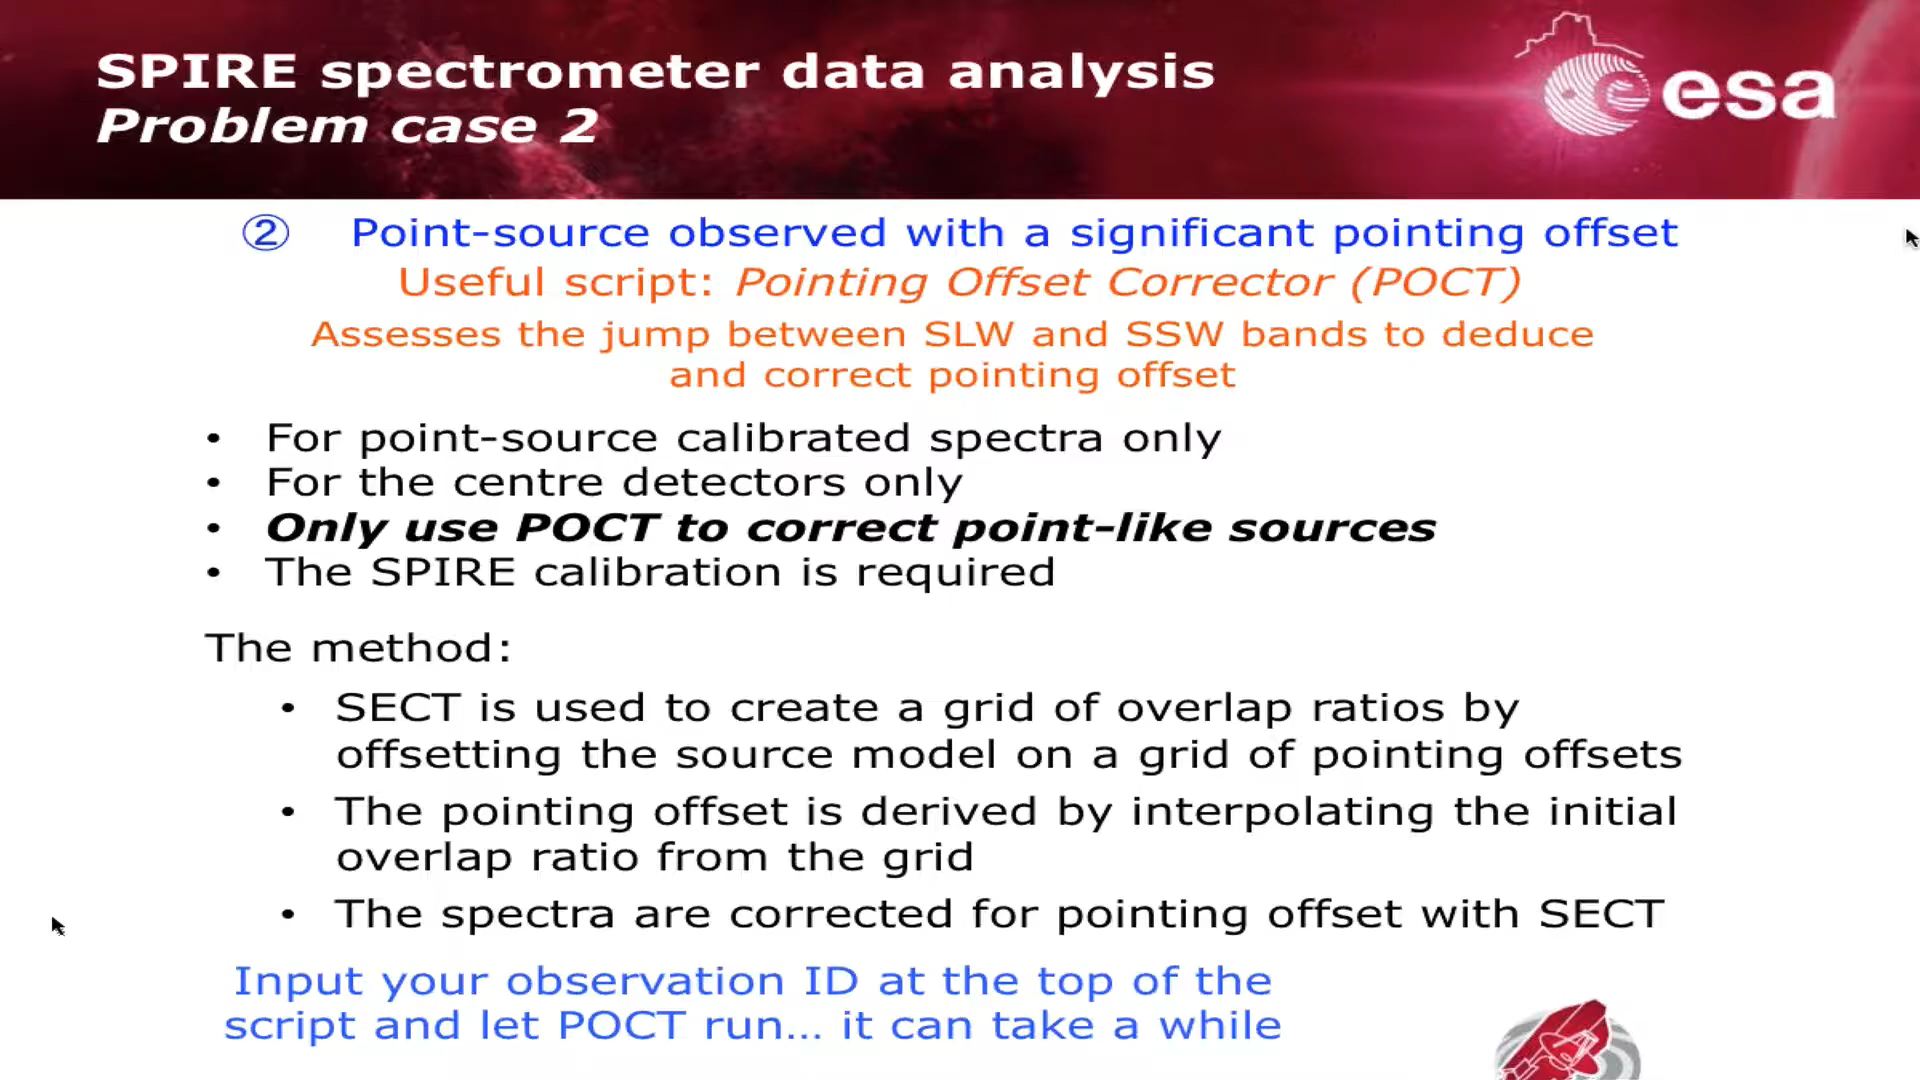 SPIRE spectrometer data analysis
Problem case 2
esa
② Point-source observed with a significant pointing offset
Useful script: Pointing Offset Corrector (POCT)
Assesses the jump between SLW and SSW bands to deduce
and correct pointing offset
• For point-source calibrated spectra only
• For the centre detectors only
• Only use POCT to correct point-like sources
• The SPIRE calibration is required
The method:
• SECT is used to create a grid of overlap ratios by
offsetting the source model on a grid of pointing offsets
• The pointing offset is derived by interpolating the initial
overlap ratio from the grid
• The spectra are corrected for pointing offset with SECT
Input your observation ID at the top of the
script and let POCT run... it can take a while